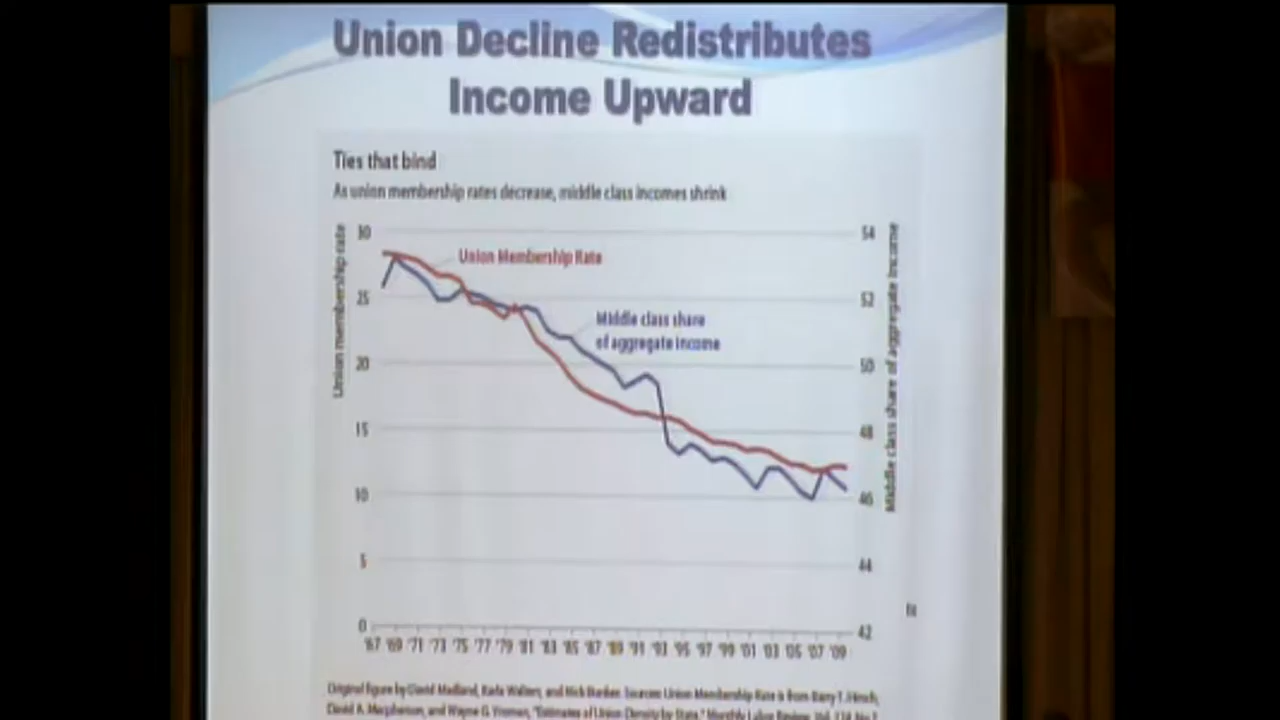 Union Decline Redistributes
Income Upward
Ties that bind
As union membership rates decrease, middle class incomes shrink
Union membership rate
30
25
20
15
10
5
0
Union Membership Rate
Middle class share
of aggregate income
54
52
50
48
46
44
42
Middle class share of aggregate income
'67 '69 '71 '73 '75 '77 '79 '81 '83 '85 '87 '89 '91 '93 '95 '97 '99 '01 '03 '05 '07 '09
Original figure by David Madland, Karla Walters, and Nick Bunker. Sources: Union Membership Rate is from Barry T. Hirsch,
David A. Macpherson, and Wayne G. Vroman, "Estimates of Union Density by State," Monthly Labor Review, Vol. 124, No.